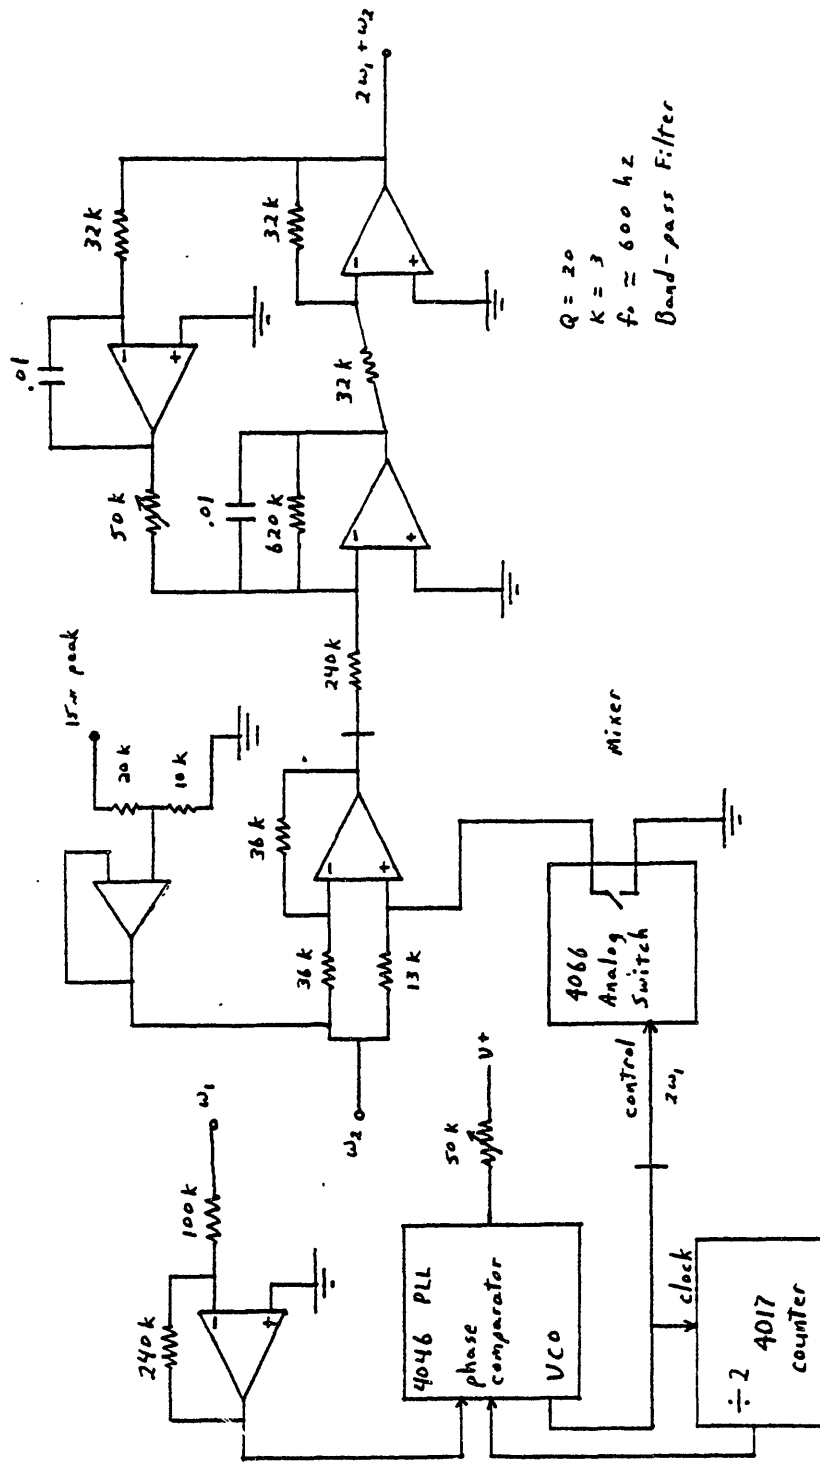 240k
100k
ω₁
-
+
15v peak
20k
10k
.01
32k
50k
-
+
ω₂
36k
13k
36k
-
+
240k
.01
620k
-
+
32k
32k
-
+
2ω₁ + ω₂
4046 PLL
phase
comparator
VCO
50k
V+
4066
Analog
Switch
control
2ω₁
Mixer
clock
÷2
4017
counter
Q = 20
K = 3
f₀ ≃ 600 hz
Band-pass Filter